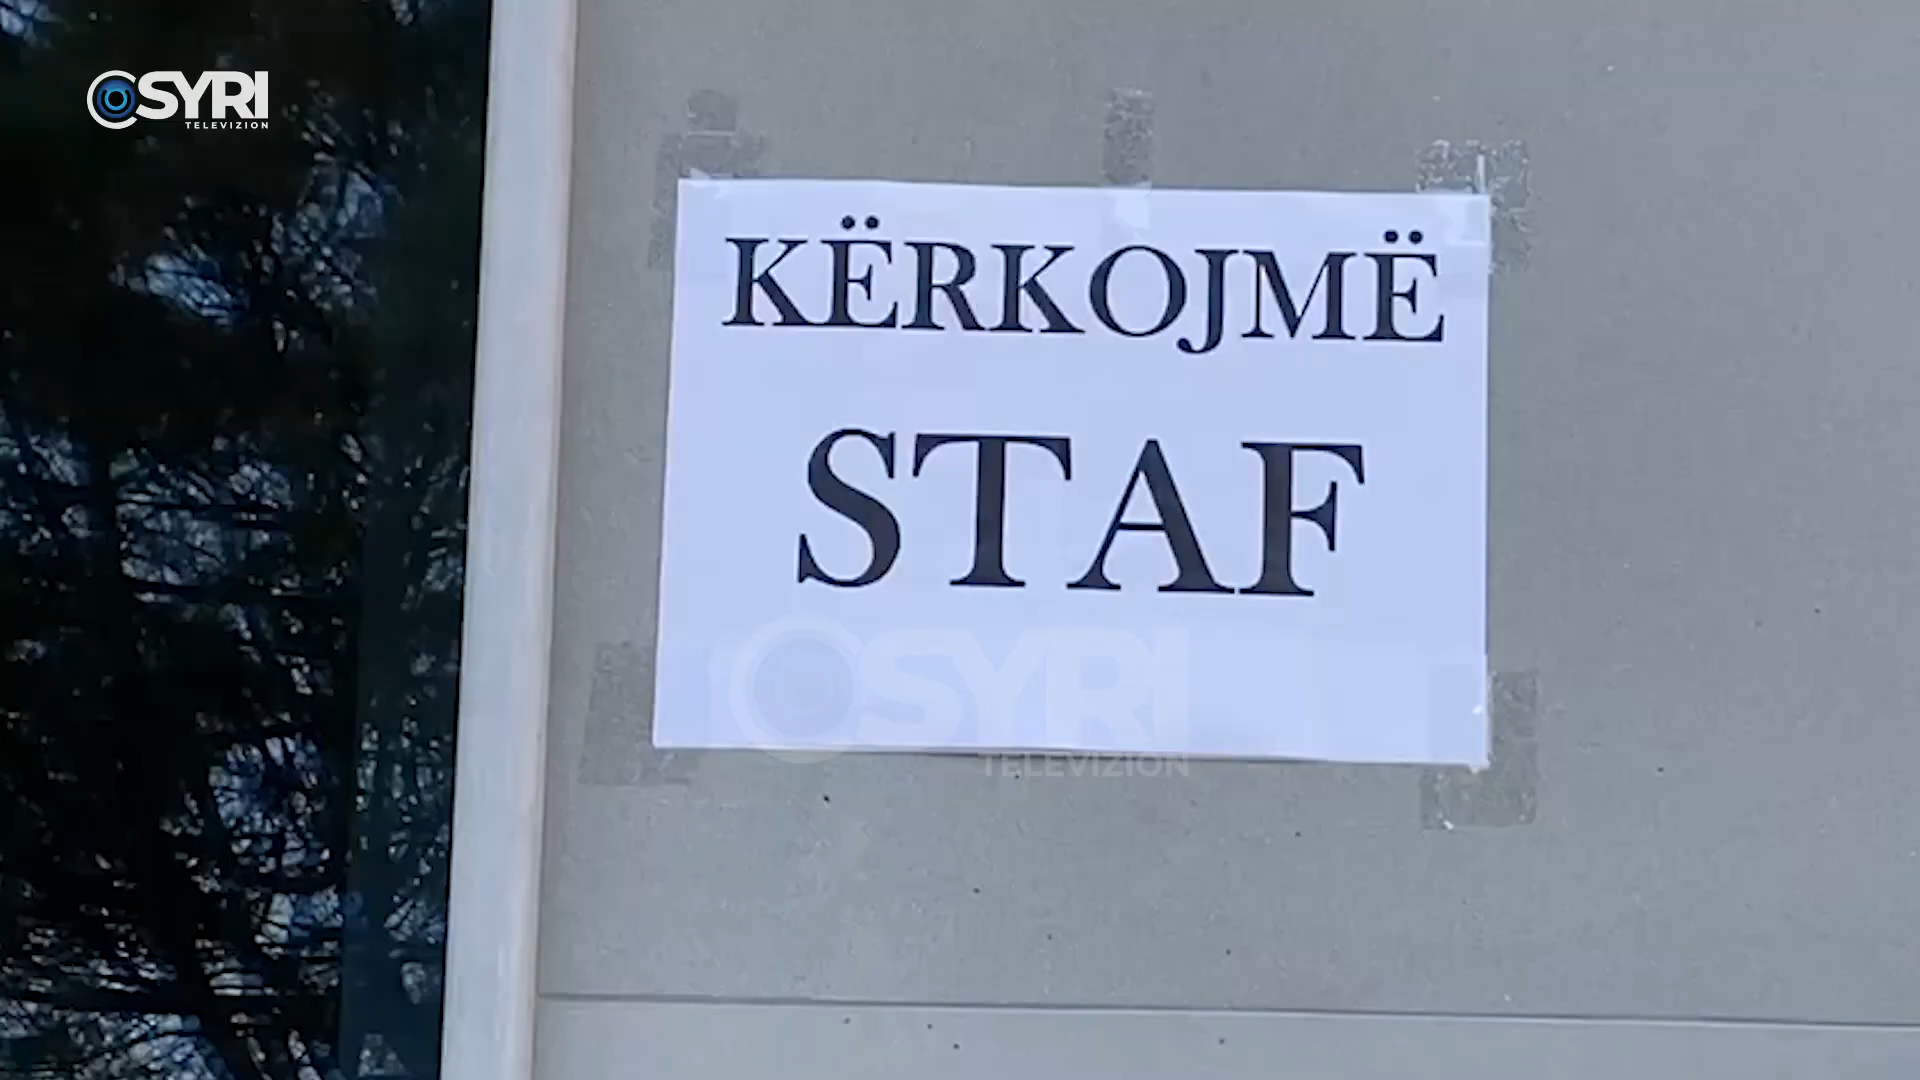 SYRI
TELEVIZION
KËRKOJMË
STAF
SYRI
TELEVIZION